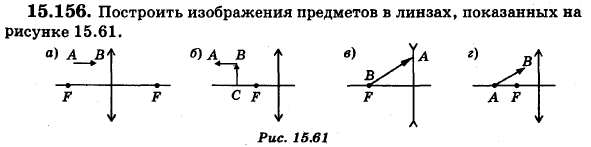 15.156. Построить изображения предметов в линзах, показанных на
рисунке 15.61.
а) A B б) A B в) A г) B
B
F F C F F A F
Рис. 15.61